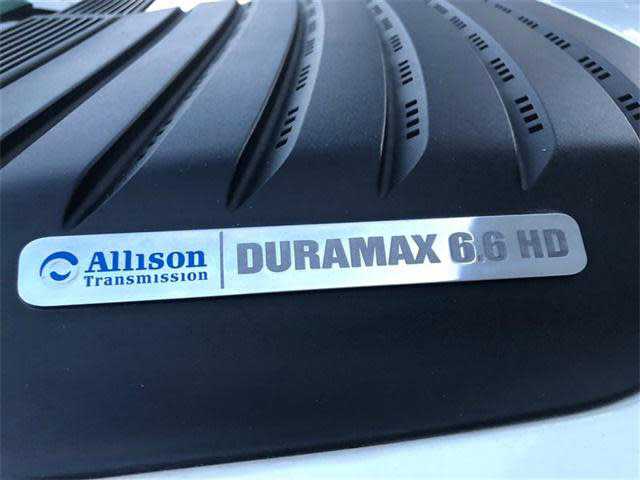 Allison
Transmission
DURAMAX 6.6 HD